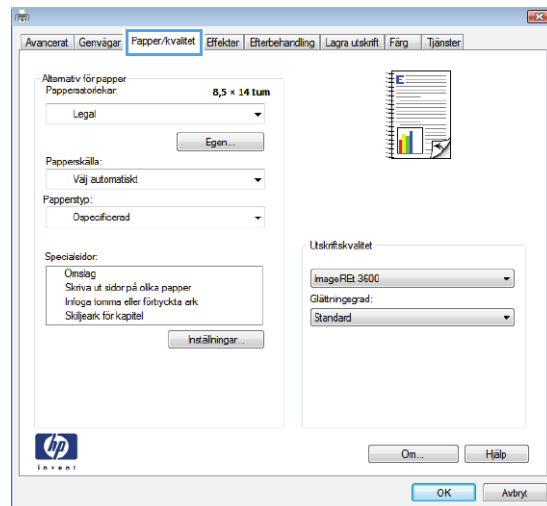 Avancerat Genvägar Papper/kvalitet Effekter Efterbehandling Lagra utskrift Färg Tjänster
Alternativ för papper
Pappersstorlekar: 8,5 × 14 tum
Legal
Egen...
Papperskälla:
Välj automatiskt
Papperstyp:
Ospecificerad
Specialsidor:
Omslag
Skriva ut sidor på olika papper
Infoga tomma eller förtryckta ark
Skiljeark för kapitel
Inställningar...
Utskriftskvalitet
ImageREt 3600
Glättningsgrad:
Standard
E
hp
invent
Om... Hjälp
OK Avbryt